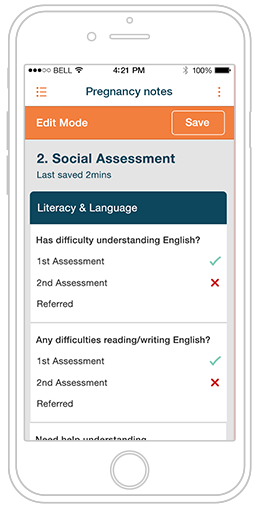 BELL 4:21 PM 100%
Pregnancy notes
Edit Mode Save
2. Social Assessment
Last saved 2mins
Literacy & Language
Has difficulty understanding English?
1st Assessment
2nd Assessment
Referred
Any difficulties reading/writing English?
1st Assessment
2nd Assessment
Referred
Need help understanding